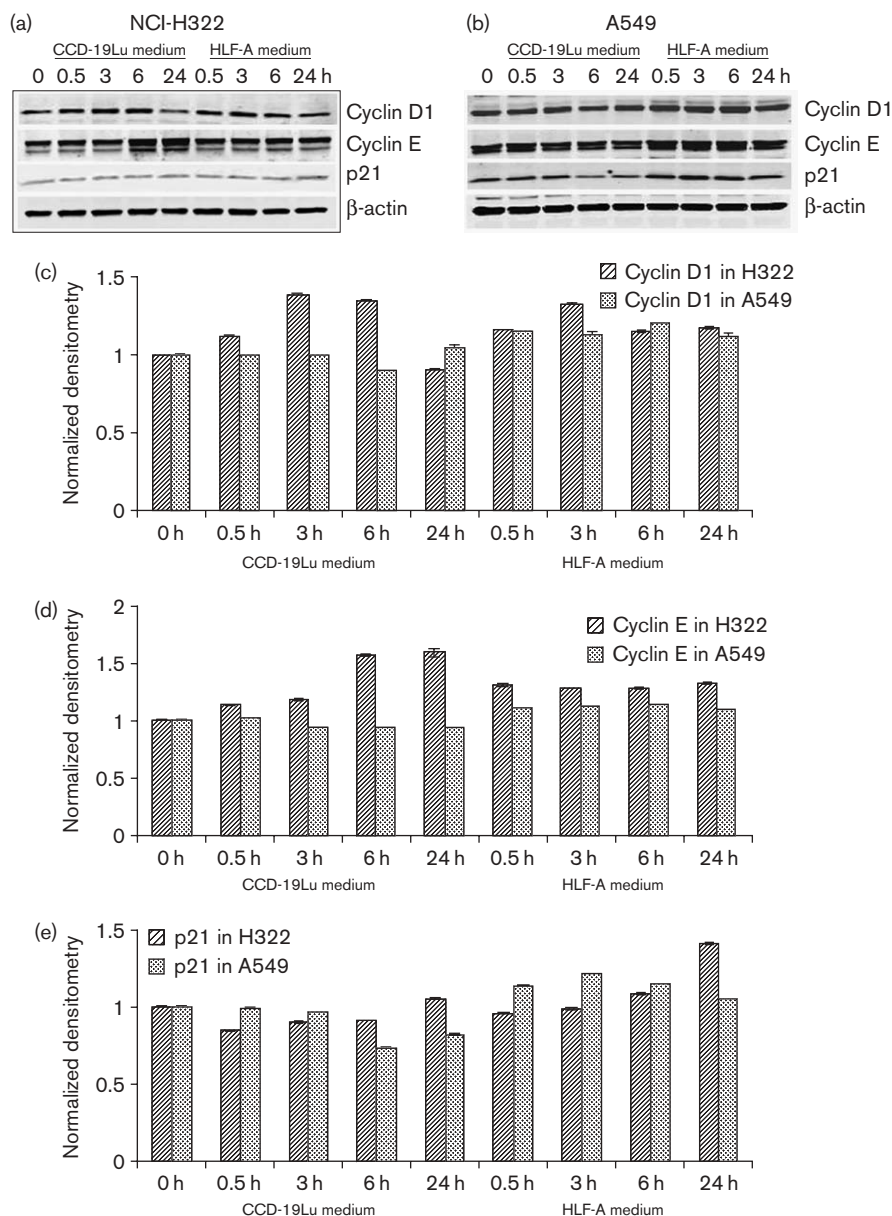 (a) NCI-H322
CCD-19Lu medium HLF-A medium
0 0.5 3 6 24 0.5 3 6 24 h
Cyclin D1
Cyclin E
p21
β-actin
(b) A549
CCD-19Lu medium HLF-A medium
0 0.5 3 6 24 0.5 3 6 24 h
Cyclin D1
Cyclin E
p21
β-actin
(c)
Normalized densitometry
1.5
1
0.5
0
Cyclin D1 in H322
Cyclin D1 in A549
0 h 0.5 h 3 h 6 h 24 h 0.5 h 3 h 6 h 24 h
CCD-19Lu medium HLF-A medium
(d)
Normalized densitometry
2
1.5
1
0.5
0
Cyclin E in H322
Cyclin E in A549
0 h 0.5 h 3 h 6 h 24 h 0.5 h 3 h 6 h 24 h
CCD-19Lu medium HLF-A medium
(e)
Normalized densitometry
1.5
1
0.5
0
p21 in H322
p21 in A549
0 h 0.5 h 3 h 6 h 24 h 0.5 h 3 h 6 h 24 h
CCD-19Lu medium HLF-A medium